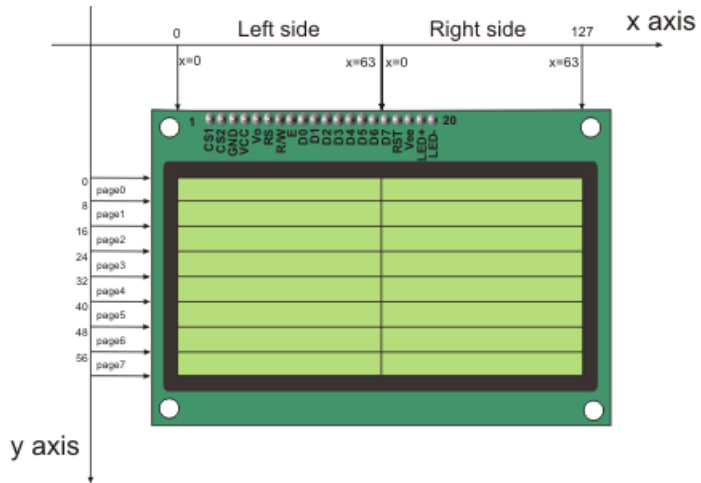 0 Left side Right side 127 x axis
x=0 x=63 x=0 x=63
1 20
CS1
CS2
GND
VCC
Vo
RS
R/W
E
D0
D1
D2
D3
D4
D5
D6
D7
RST
Vee
LED+
LED-
0
page0
8
page1
16
page2
24
page3
32
page4
40
page5
48
page6
56
page7
y axis